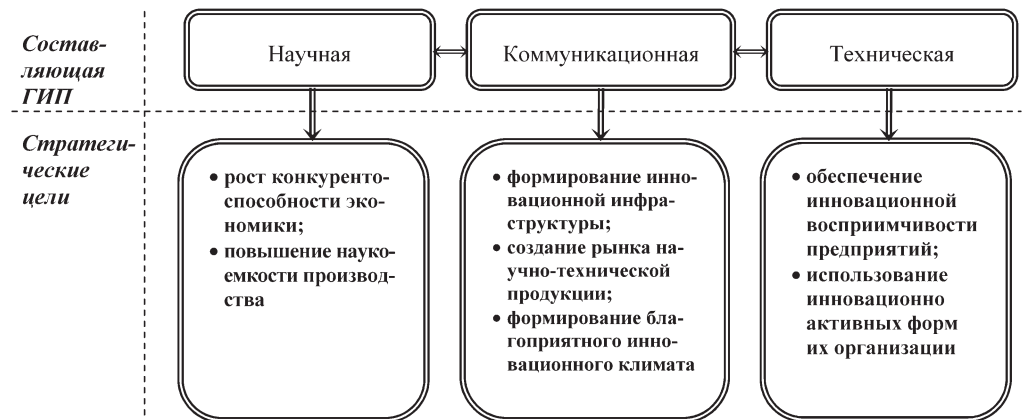 Состав-
ляющая
ГИП
Научная
Коммуникационная
Техническая
Стратеги-
ческие
цели
• рост конкуренто-
способности эко-
номики;
• повышение науко-
емкости производ-
ства
• формирование инно-
вационной инфра-
структуры;
• создание рынка на-
учно-технической
продукции;
• формирование бла-
гоприятного инно-
вационного климата
• обеспечение
инновационной
восприимчивости
предприятий;
• использование
инновационно
активных форм
их организации